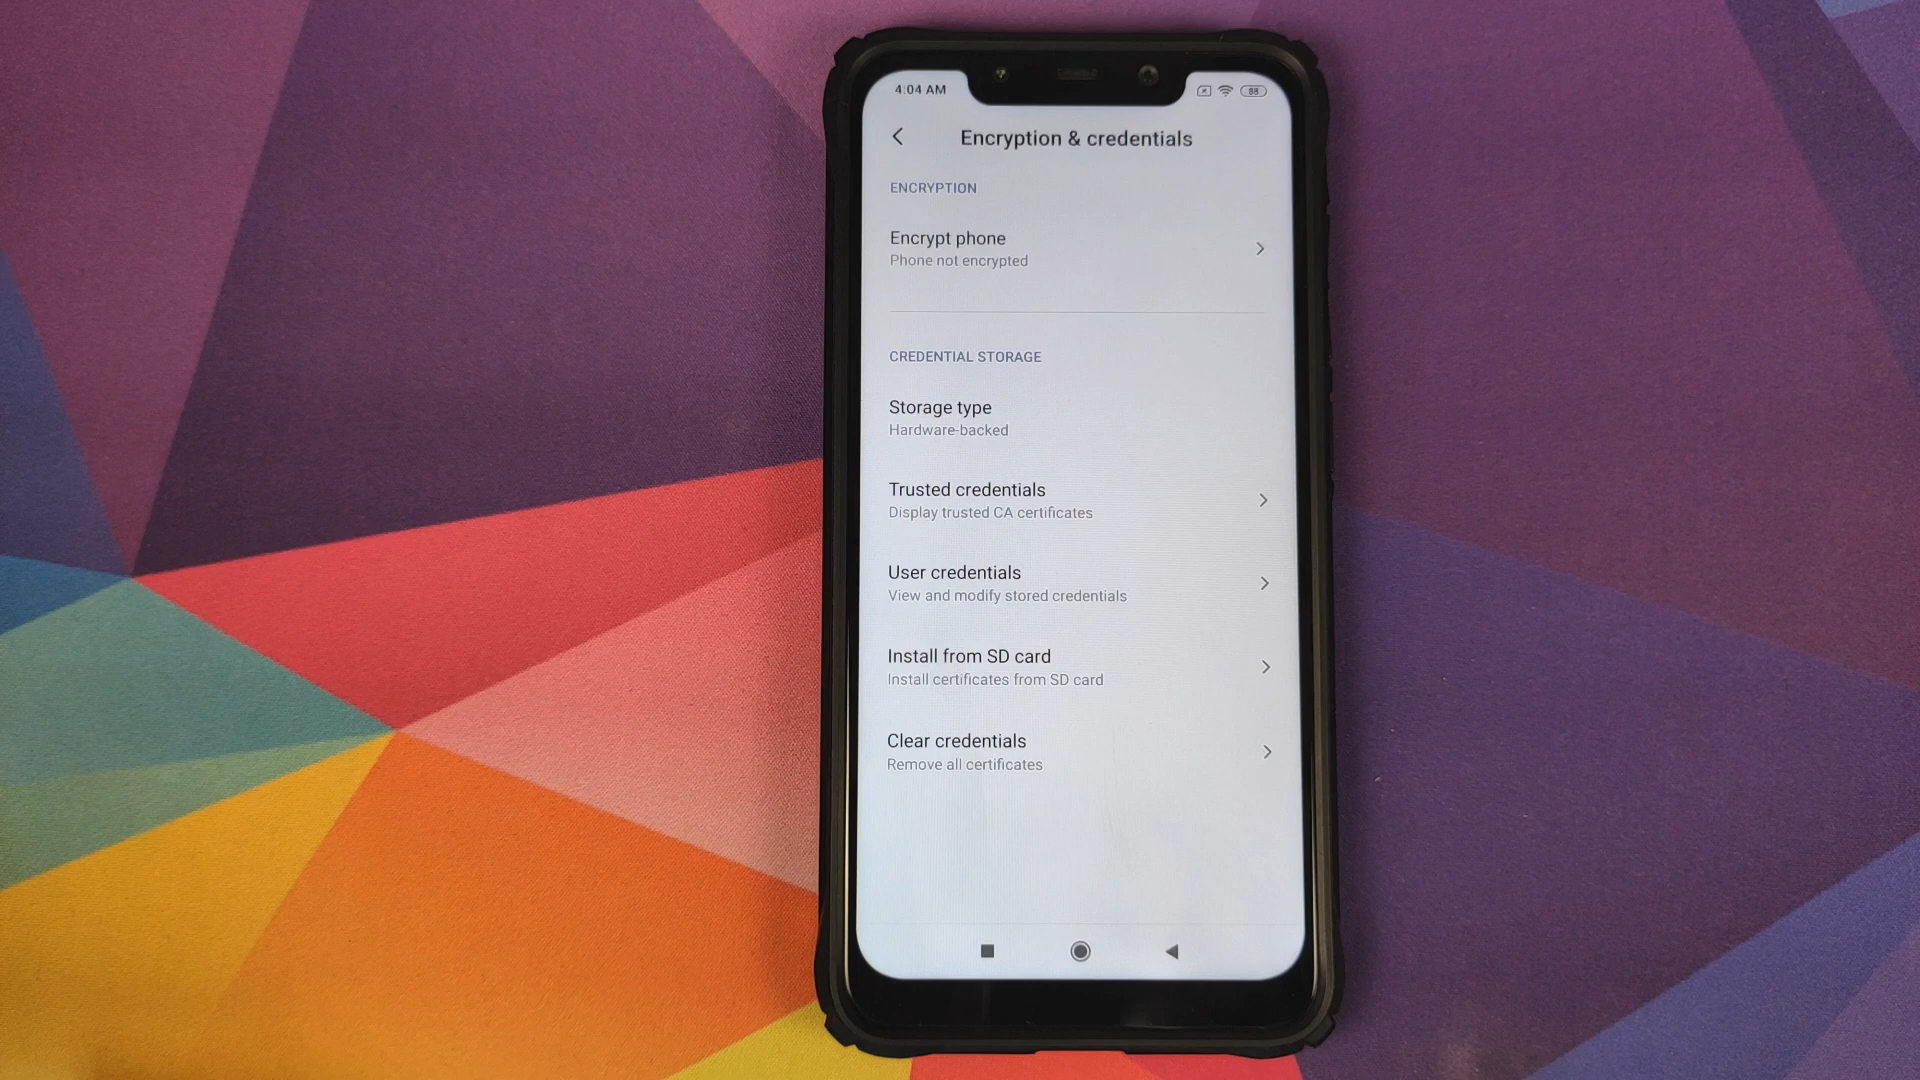 4:04 AM
88
Encryption & credentials
ENCRYPTION
Encrypt phone
Phone not encrypted
CREDENTIAL STORAGE
Storage type
Hardware-backed
Trusted credentials
Display trusted CA certificates
User credentials
View and modify stored credentials
Install from SD card
Install certificates from SD card
Clear credentials
Remove all certificates